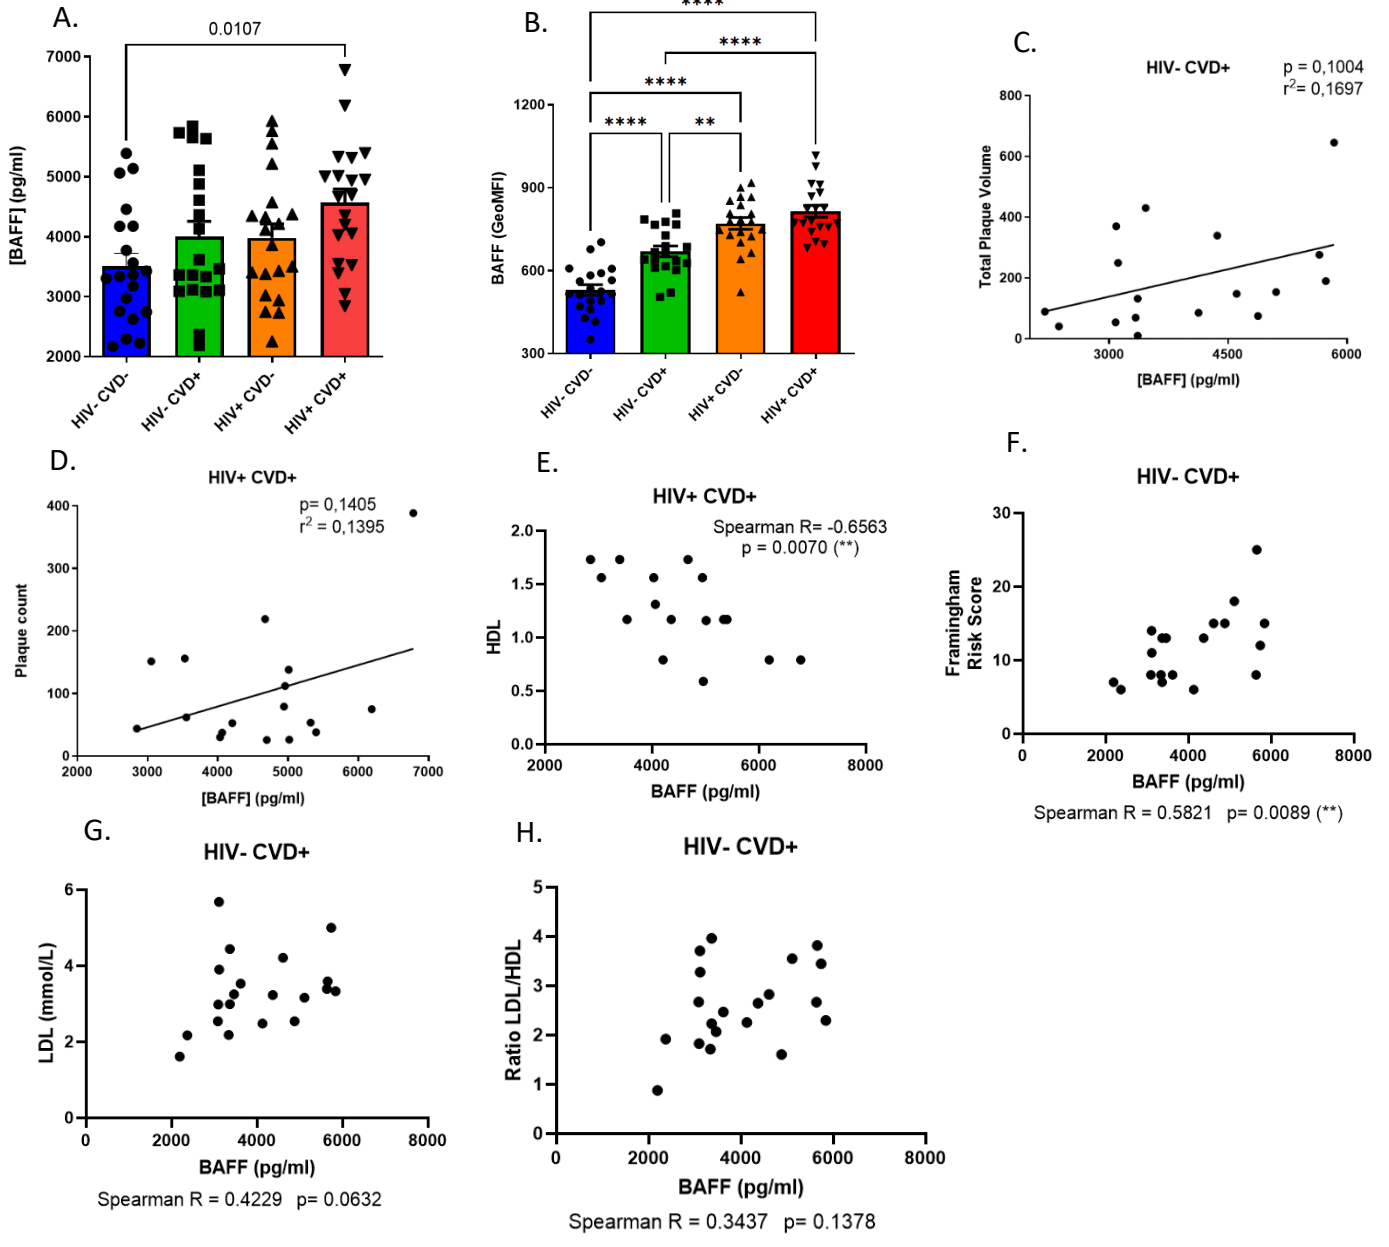 A.
0.0107
7000
6000
5000
4000
3000
2000
[BAFF] (pg/ml)
HIV- CVD-
HIV- CVD+
HIV+ CVD-
HIV+ CVD+
B.
****
****
****
****
**
1200
900
600
300
BAFF (GeoMFI)
HIV- CVD-
HIV- CVD+
HIV+ CVD-
HIV+ CVD+
C.
HIV- CVD+
p = 0,1004
r²= 0,1697
800
600
400
200
0
Total Plaque Volume
3000
4500
6000
[BAFF] (pg/ml)
D.
HIV+ CVD+
p= 0,1405
r² = 0,1395
400
300
200
100
0
Plaque count
2000
3000
4000
5000
6000
7000
[BAFF] (pg/ml)
E.
HIV+ CVD+
Spearman R= -0.6563
p = 0.0070 (**)
2.0
1.5
1.0
0.5
0.0
HDL
2000
4000
6000
8000
BAFF (pg/ml)
F.
HIV- CVD+
30
20
10
0
Framingham
Risk Score
0
2000
4000
6000
8000
BAFF (pg/ml)
Spearman R = 0.5821 p= 0.0089 (**)
G.
HIV- CVD+
6
4
2
0
LDL (mmol/L)
0
2000
4000
6000
8000
BAFF (pg/ml)
Spearman R = 0.4229 p= 0.0632
H.
HIV- CVD+
5
4
3
2
1
0
Ratio LDL/HDL
0
2000
4000
6000
8000
BAFF (pg/ml)
Spearman R = 0.3437 p= 0.1378